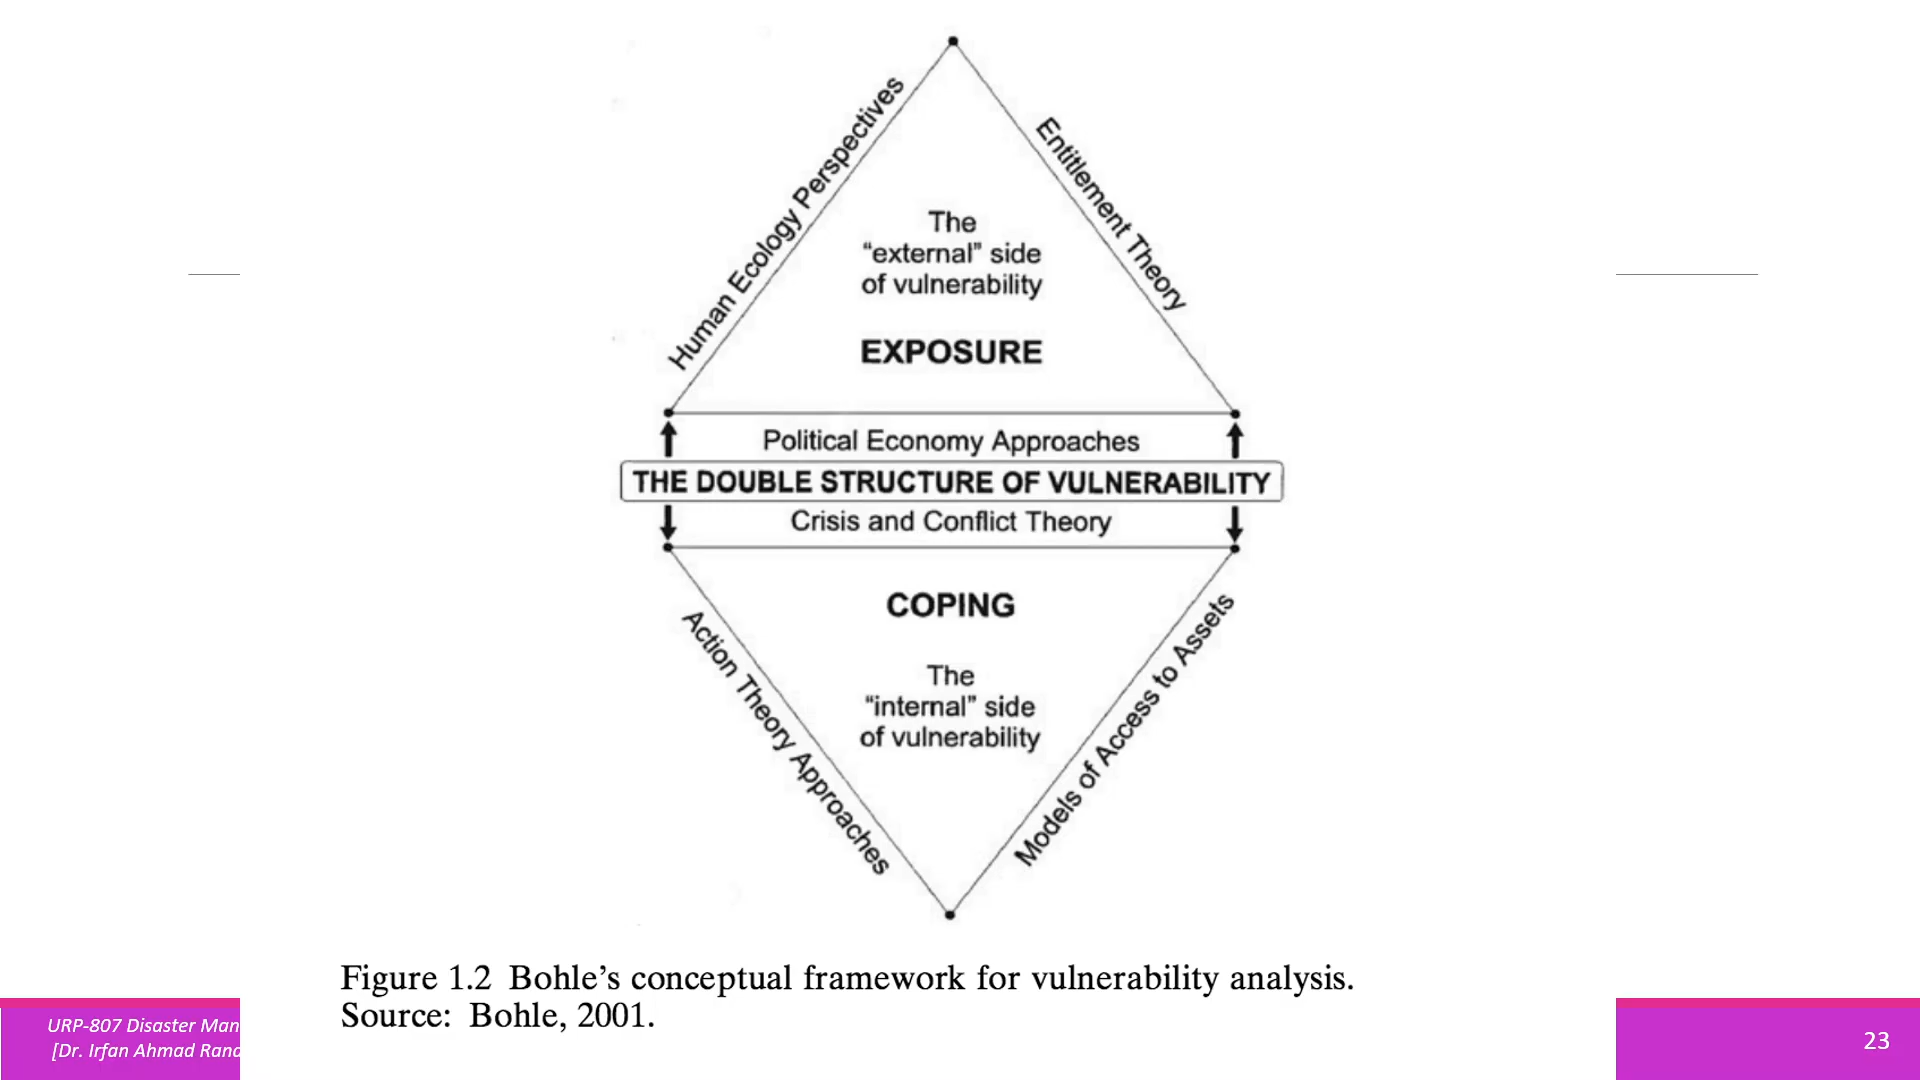 Human Ecology Perspectives
Entitlement Theory
The
“external” side
of vulnerability
EXPOSURE
Political Economy Approaches
THE DOUBLE STRUCTURE OF VULNERABILITY
Crisis and Conflict Theory
COPING
The
“internal” side
of vulnerability
Action Theory Approaches
Models of Access to Assets
Figure 1.2 Bohle’s conceptual framework for vulnerability analysis.
Source: Bohle, 2001.
URP-807 Disaster Man
[Dr. Irfan Ahmad Rana
23